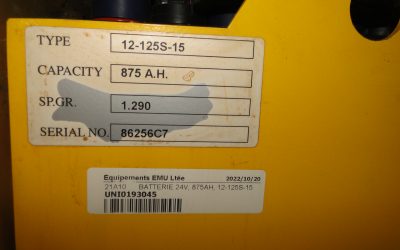 TYPE 12-125S-15
CAPACITY 875 A.H.
SP.GR. 1.290
SERIAL NO. 86256C7
Équipements EMU Ltée 2022/10/20
21A10 BATTERIE 24V, 875AH, 12-125S-15
UNI0193045